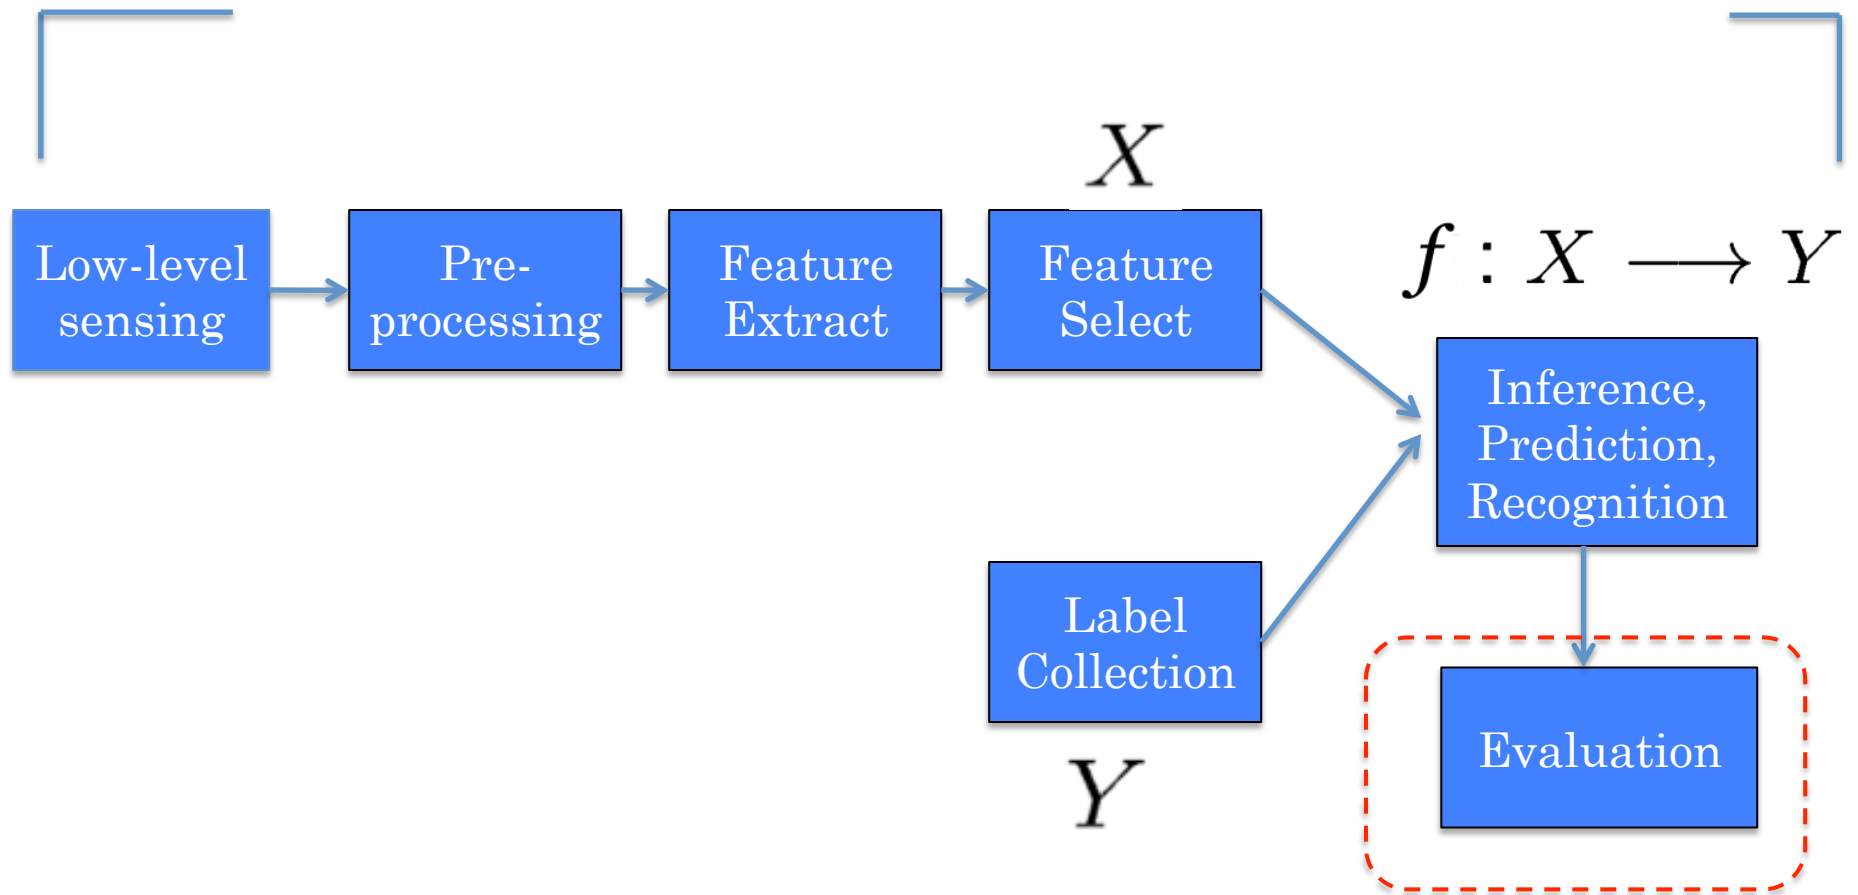 X
Low-level
sensing
Pre-
processing
Feature
Extract
Feature
Select
f : X ⟶ Y
Inference,
Prediction,
Recognition
Label
Collection
Y
Evaluation